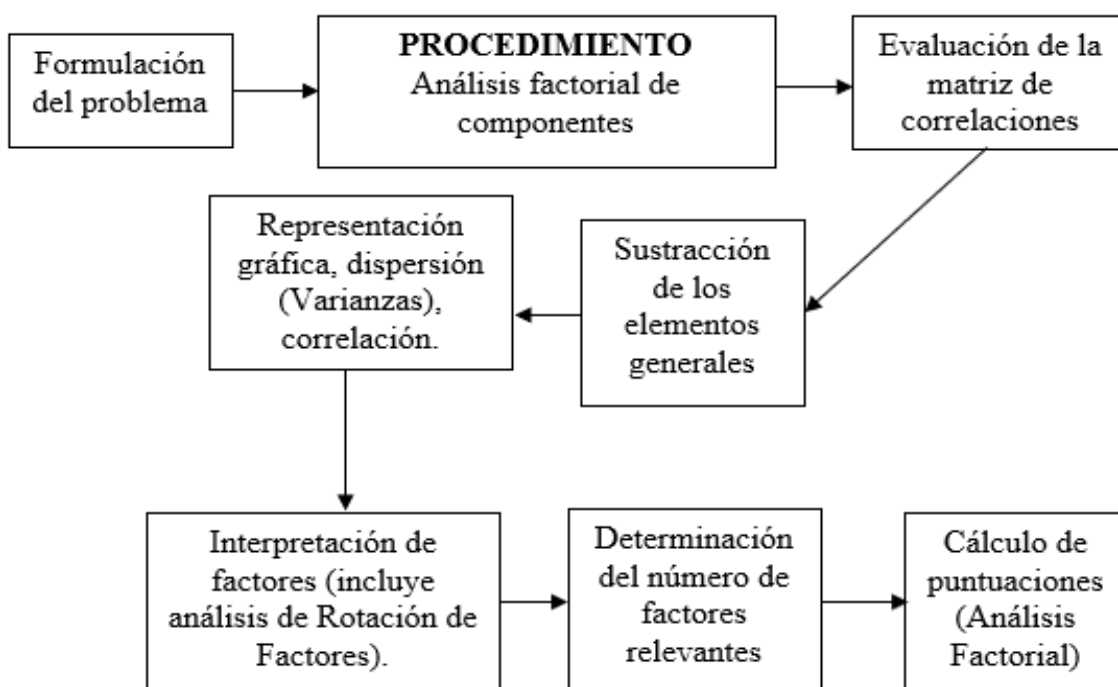 Formulación
del problema
PROCEDIMIENTO
Análisis factorial de
componentes
Evaluación de la
matriz de
correlaciones
Sustracción
de los
elementos
generales
Representación
gráfica, dispersión
(Varianzas),
correlación.
Interpretación de
factores (incluye
análisis de Rotación de
Factores).
Determinación
del número de
factores
relevantes
Cálculo de
puntuaciones
(Análisis
Factorial)